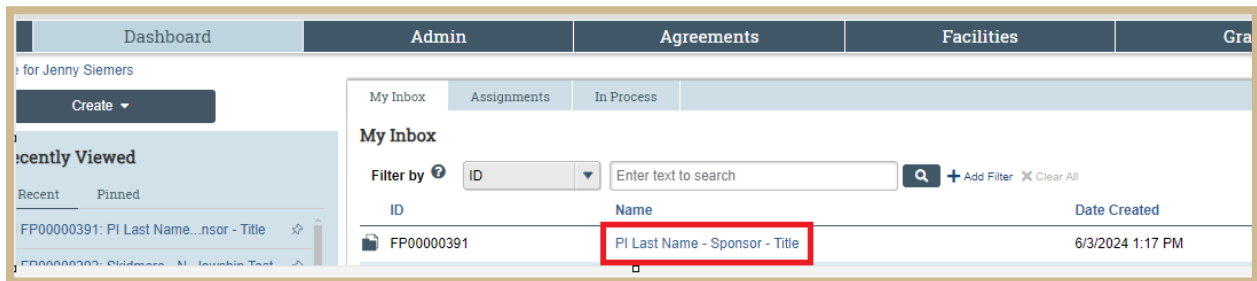 Dashboard Admin Agreements Facilities Gra
e for Jenny Siemers
Create
My Inbox Assignments In Process
My Inbox
ecently Viewed
Filter by ? ID Enter text to search Add Filter Clear All
Recent Pinned
ID Name Date Created
FP00000391: PI Last Name...nsor - Title
FP00000391 PI Last Name - Sponsor - Title 6/3/2024 1:17 PM